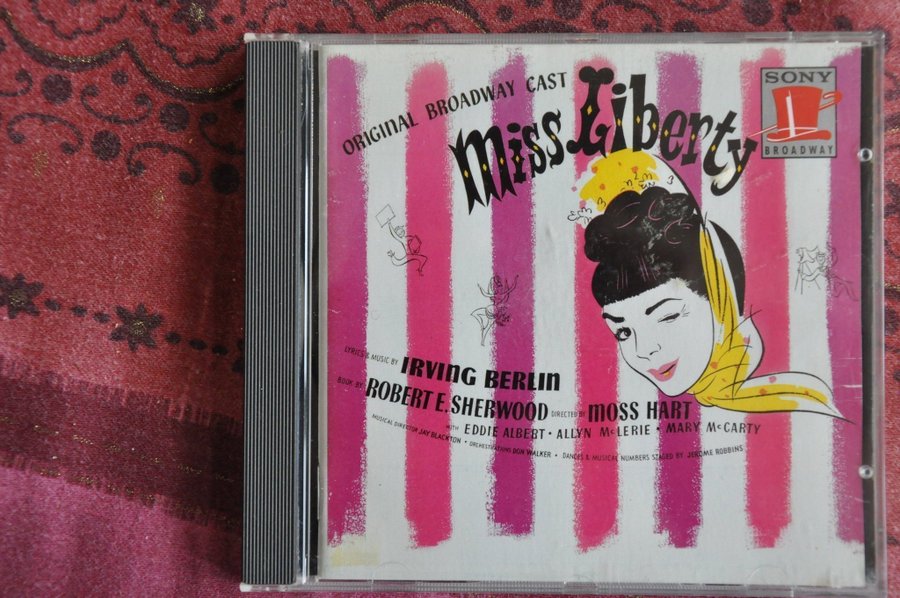 ORIGINAL BROADWAY CAST
Miss Liberty
SONY
BROADWAY
LYRICS & MUSIC BY IRVING BERLIN
BOOK BY ROBERT E. SHERWOOD DIRECTED BY MOSS HART
WITH EDDIE ALBERT • ALLYN McLERIE • MARY McCARTY
MUSICAL DIRECTOR JAY BLACKTON • ORCHESTRATIONS DON WALKER • DANCES & MUSICAL NUMBERS STAGED BY JEROME ROBBINS